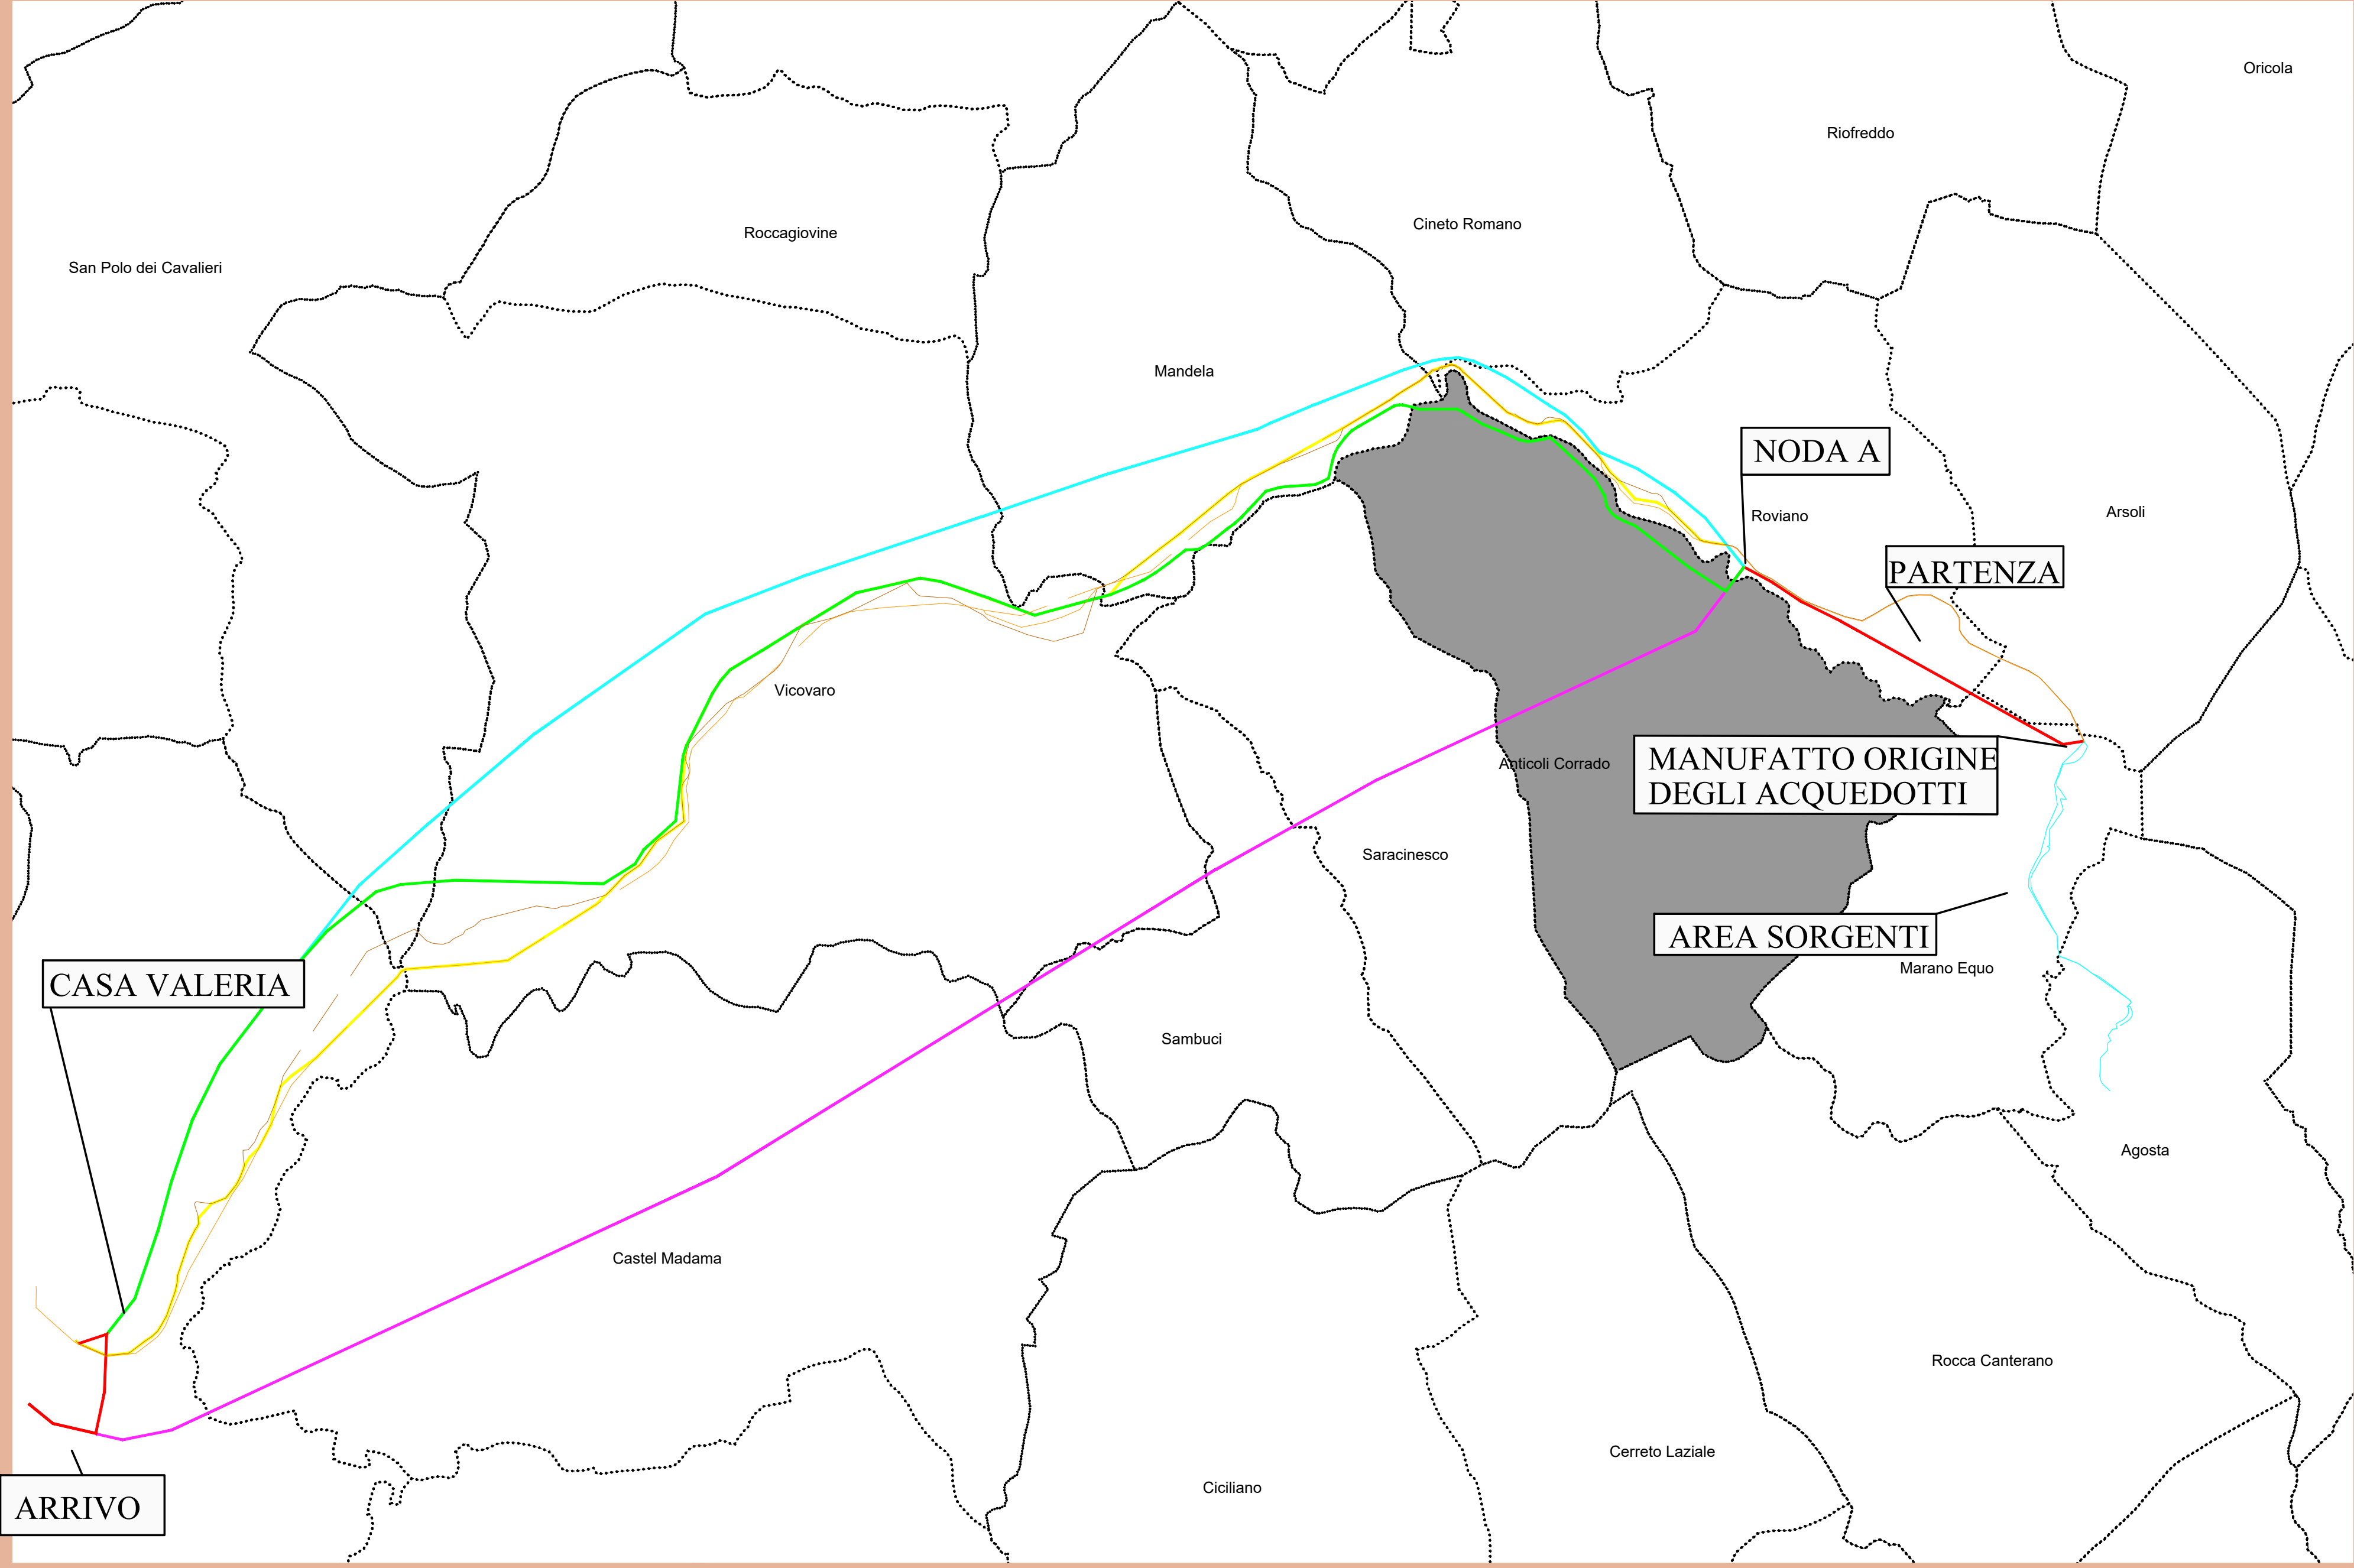 Oricola
Riofreddo
Cineto Romano
Roccagiovine
San Polo dei Cavalieri
Mandela
NODA A
Roviano
Arsoli
PARTENZA
Vicovaro
Anticoli Corrado
MANUFATTO ORIGINE
DEGLI ACQUEDOTTI
Saracinesco
AREA SORGENTI
Marano Equo
CASA VALERIA
Sambuci
Agosta
Castel Madama
Rocca Canterano
Cerreto Laziale
Ciciliano
ARRIVO